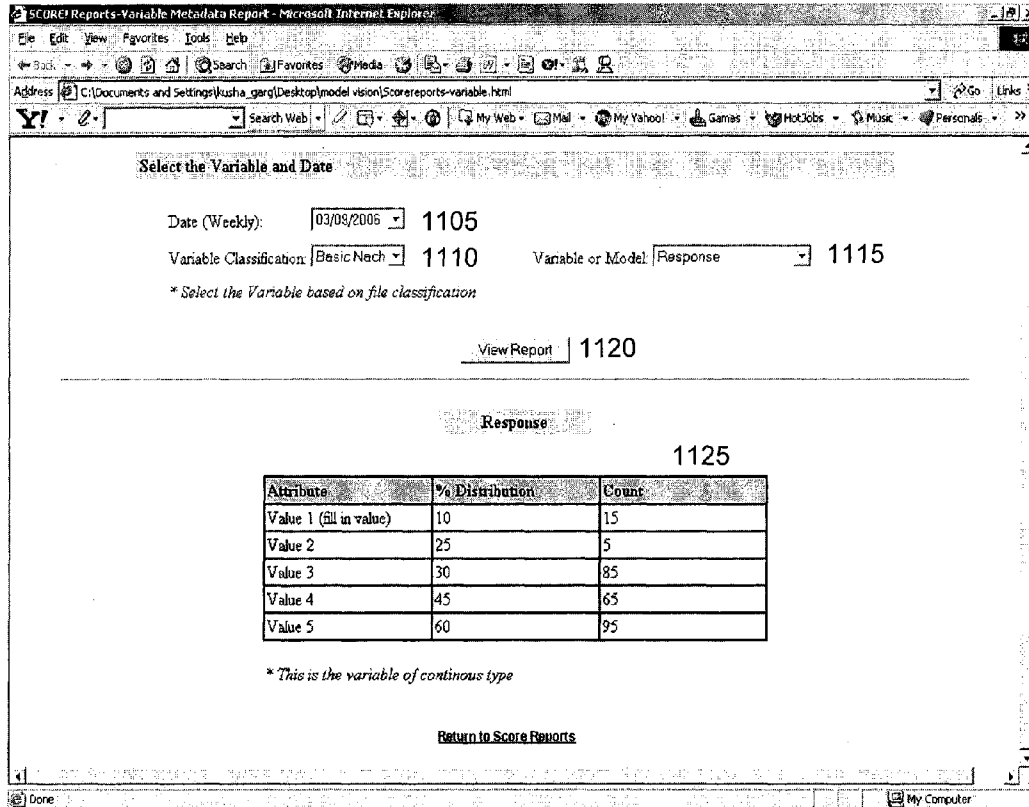 SCORE! Reports-Variable Metadata Report - Microsoft Internet Explorer
File Edit View Favorites Tools Help
Back Search Favorites Media
Address C:\Documents and Settings\kusha_garg\Desktop\model vision\Scorereports-variable.html Go Links
Y! Search Web My Web Mail My Yahoo! Games HotJobs Music Personals »
Select the Variable and Date
Date (Weekly): 03/09/2006 1105
Variable Classification: Basic Nach 1110 Variable or Model: Response 1115
* Select the Variable based on file classification
View Report 1120
Response
1125
Attribute % Distribution Count
Value 1 (fill in value) 10 15
Value 2 25 5
Value 3 30 85
Value 4 45 65
Value 5 60 95
* This is the variable of continous type
Return to Score Reports
Done My Computer